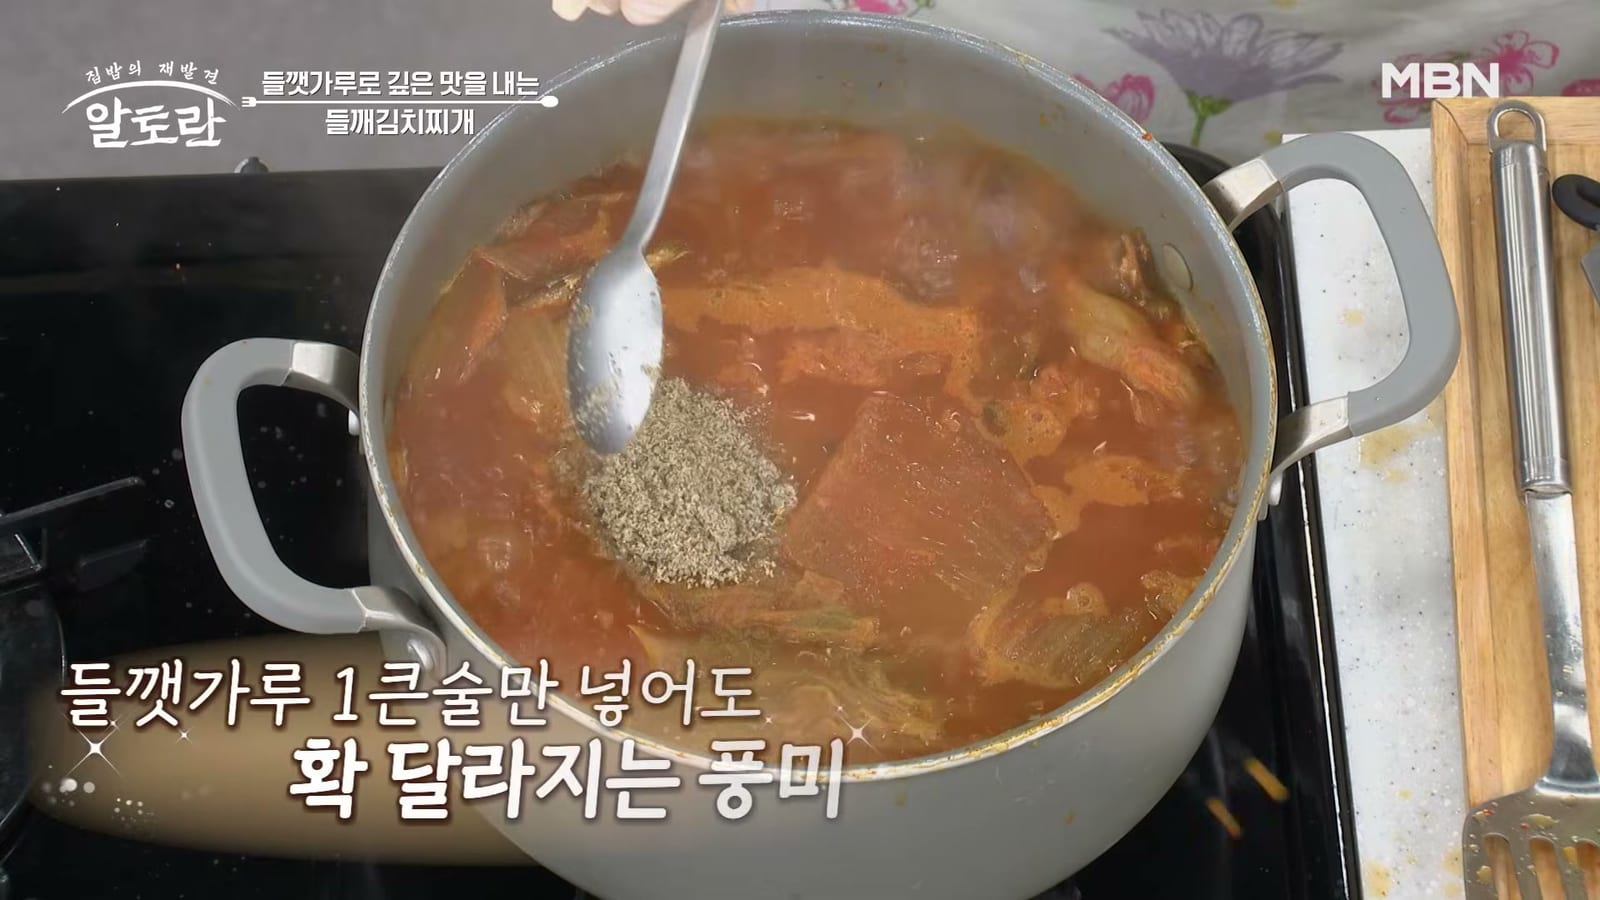 집밥의 재발견
알토란
들깻가루로 깊은 맛을 내는
들깨김치찌개
MBN
들깻가루 1큰술만 넣어도
확 달라지는 풍미